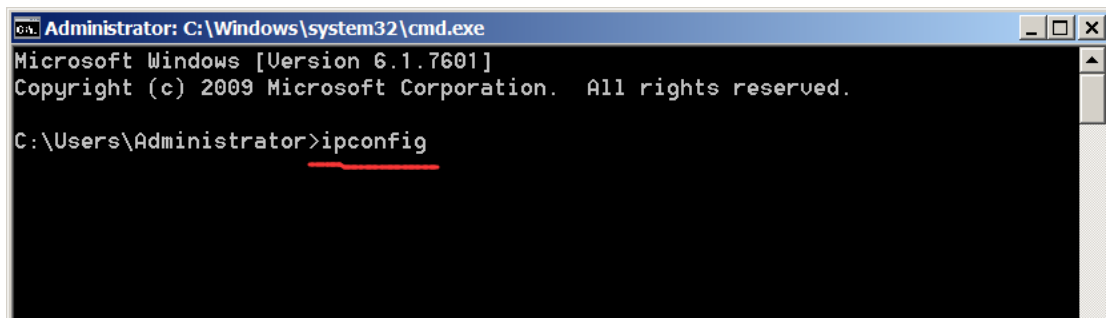 Administrator: C:\Windows\system32\cmd.exe
Microsoft Windows [Version 6.1.7601]
Copyright (c) 2009 Microsoft Corporation.  All rights reserved.
C:\Users\Administrator>ipconfig